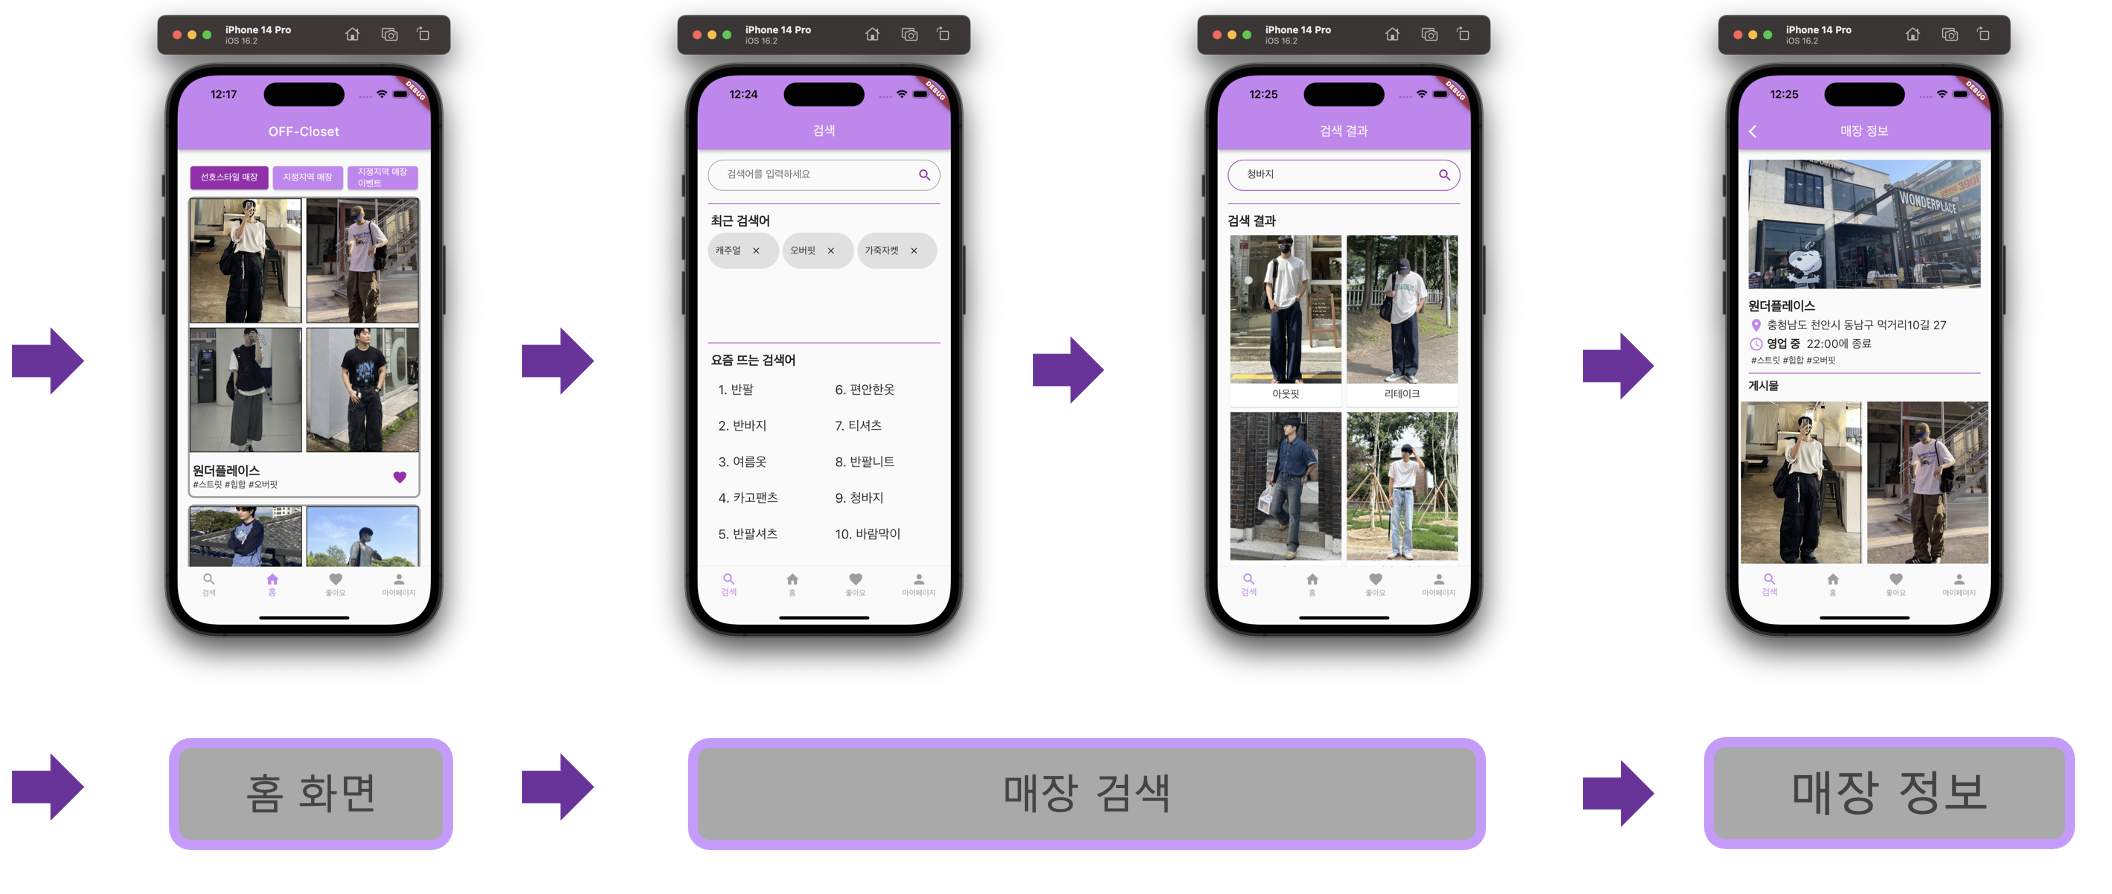 iPhone 14 Pro
iOS 16.2
12:17
DEBUG
OFF-Closet
선호스타일 매장
지정지역 매장
지정지역 매장
이벤트
원더플레이스
#스트릿 #힙합 #오버핏
검색
홈
좋아요
마이페이지
iPhone 14 Pro
iOS 16.2
12:24
DEBUG
검색
검색어를 입력하세요
최근 검색어
캐주얼 ×
오버핏 ×
가죽자켓 ×
요즘 뜨는 검색어
1. 반팔
6. 편안한옷
2. 반바지
7. 티셔츠
3. 여름옷
8. 반팔니트
4. 카고팬츠
9. 청바지
5. 반팔셔츠
10. 바람막이
검색
홈
좋아요
마이페이지
iPhone 14 Pro
iOS 16.2
12:25
DEBUG
검색 결과
청바지
검색 결과
아웃핏
리테이크
검색
홈
좋아요
마이페이지
iPhone 14 Pro
iOS 16.2
12:25
DEBUG
매장 정보
WONDERPLACE
원더플레이스
충청남도 천안시 동남구 먹거리10길 27
영업 중 22:00에 종료
#스트릿 #힙합 #오버핏
게시물
검색
홈
좋아요
마이페이지
홈 화면
매장 검색
매장 정보